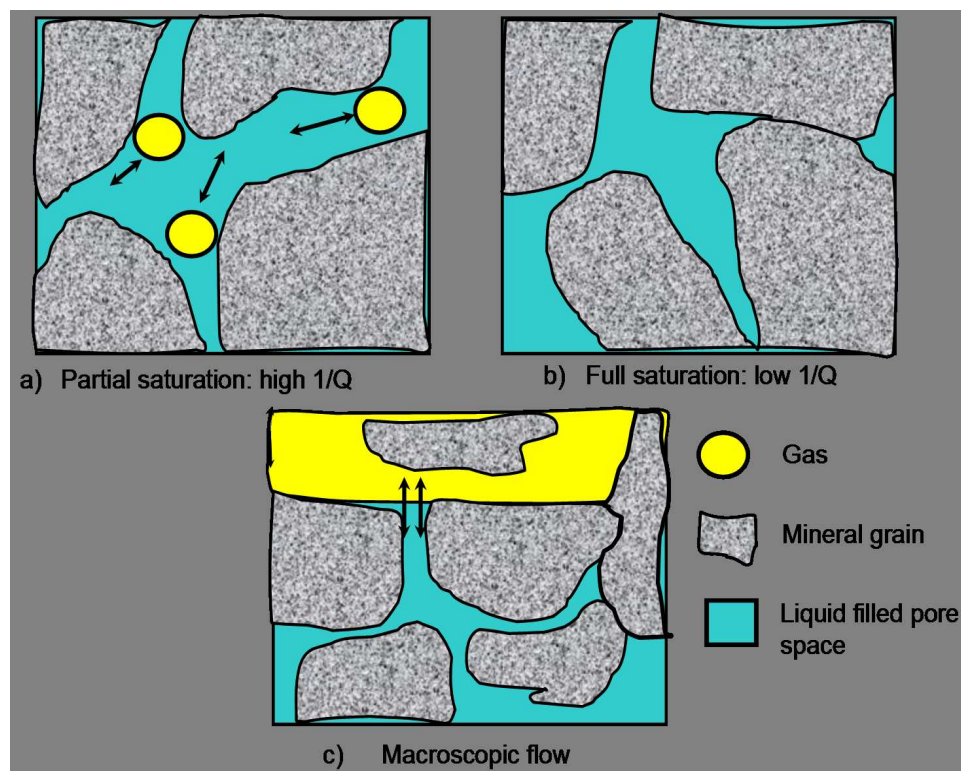 a) Partial saturation: high 1/Q
b) Full saturation: low 1/Q
Gas
Mineral grain
Liquid filled pore
space
c) Macroscopic flow